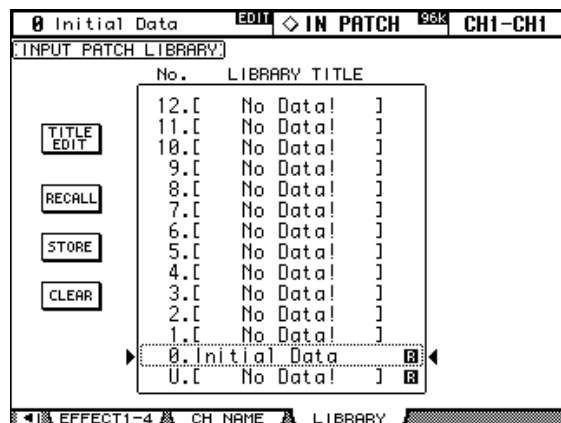 0 Initial Data EDIT ◇ IN PATCH 96k CH1-CH1
INPUT PATCH LIBRARY
No. LIBRARY TITLE
12.[ No Data! ]
11.[ No Data! ]
10.[ No Data! ]
9.[ No Data! ]
8.[ No Data! ]
7.[ No Data! ]
6.[ No Data! ]
5.[ No Data! ]
4.[ No Data! ]
3.[ No Data! ]
2.[ No Data! ]
1.[ No Data! ]
0.Initial Data R
U.[ No Data! ] R
TITLE
EDIT
RECALL
STORE
CLEAR
EFFECT1-4 CH NAME LIBRARY